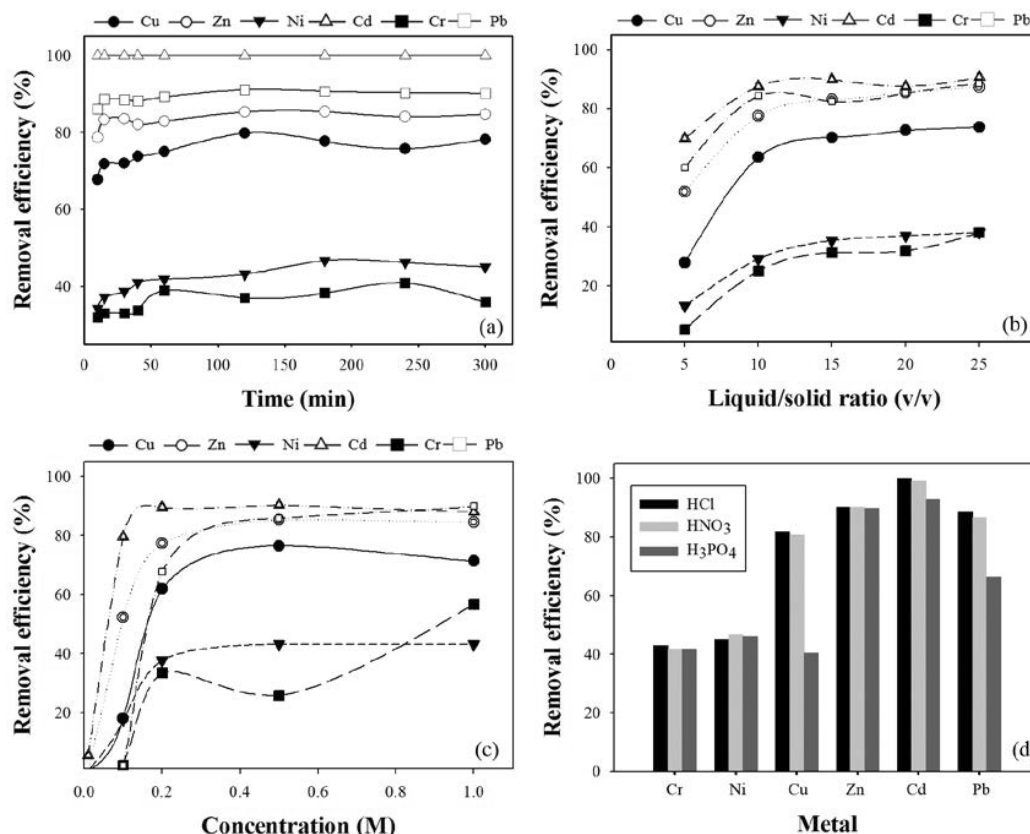 Cu Zn Ni Cd Cr Pb
100
80
60
40
Removal efficiency (%)
(a)
0 50 100 150 200 250 300
Time (min)
Cu Zn Ni Cd Cr Pb
100
80
60
40
20
Removal efficiency (%)
(b)
0 5 10 15 20 25
Liquid/solid ratio (v/v)
Cu Zn Ni Cd Cr Pb
100
80
60
40
20
Removal efficiency (%)
(c)
0.0 0.2 0.4 0.6 0.8 1.0
Concentration (M)
100
80
60
40
20
0
Removal efficiency (%)
HCl
HNO3
H3PO4
(d)
Cr Ni Cu Zn Cd Pb
Metal